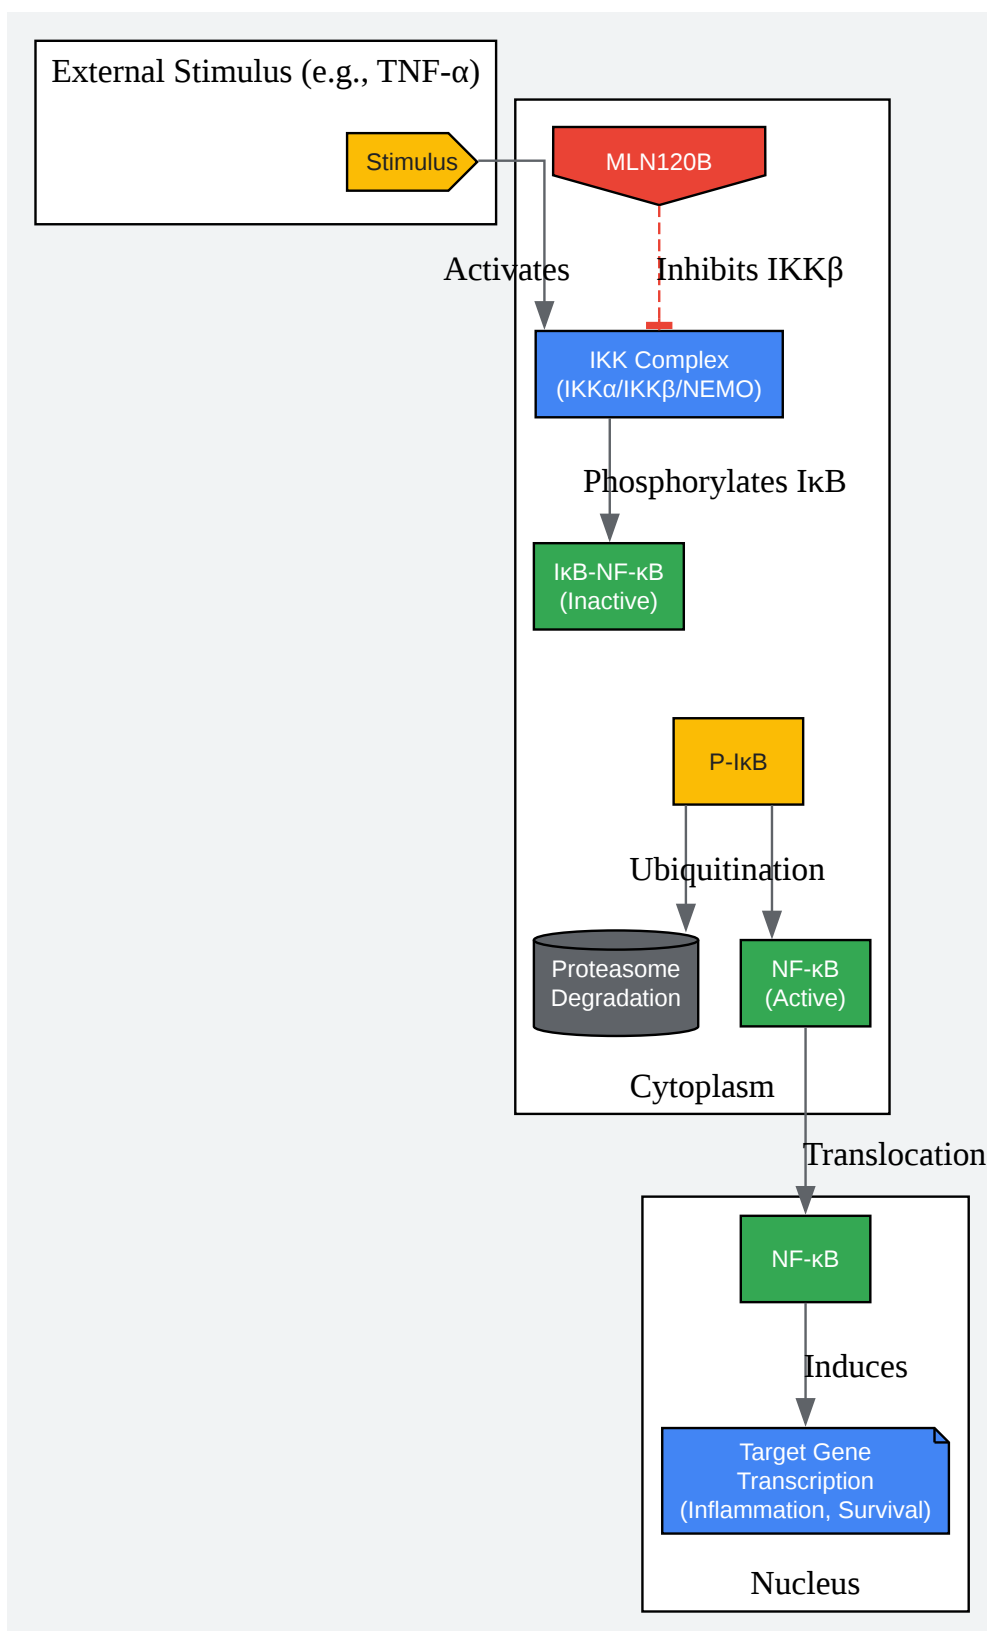 External Stimulus (e.g., TNF-α)
Stimulus
MLN120B
Activates
Inhibits IKKβ
IKK Complex
(IKKα/IKKβ/NEMO)
Phosphorylates IκB
IκB-NF-κB
(Inactive)
P-IκB
Ubiquitination
Proteasome
Degradation
NF-κB
(Active)
Cytoplasm
Translocation
NF-κB
Induces
Target Gene
Transcription
(Inflammation, Survival)
Nucleus